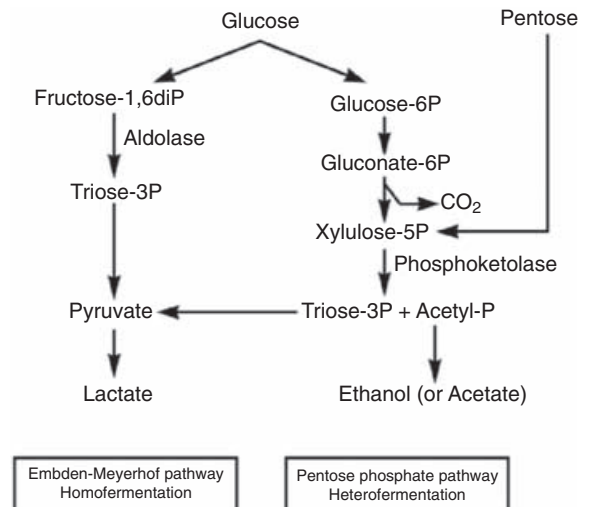 Glucose
Pentose
Fructose-1,6diP
Glucose-6P
Aldolase
Gluconate-6P
Triose-3P
CO₂
Xylulose-5P
Phosphoketolase
Pyruvate
Triose-3P + Acetyl-P
Lactate
Ethanol (or Acetate)
Embden-Meyerhof pathway
Homofermentation
Pentose phosphate pathway
Heterofermentation